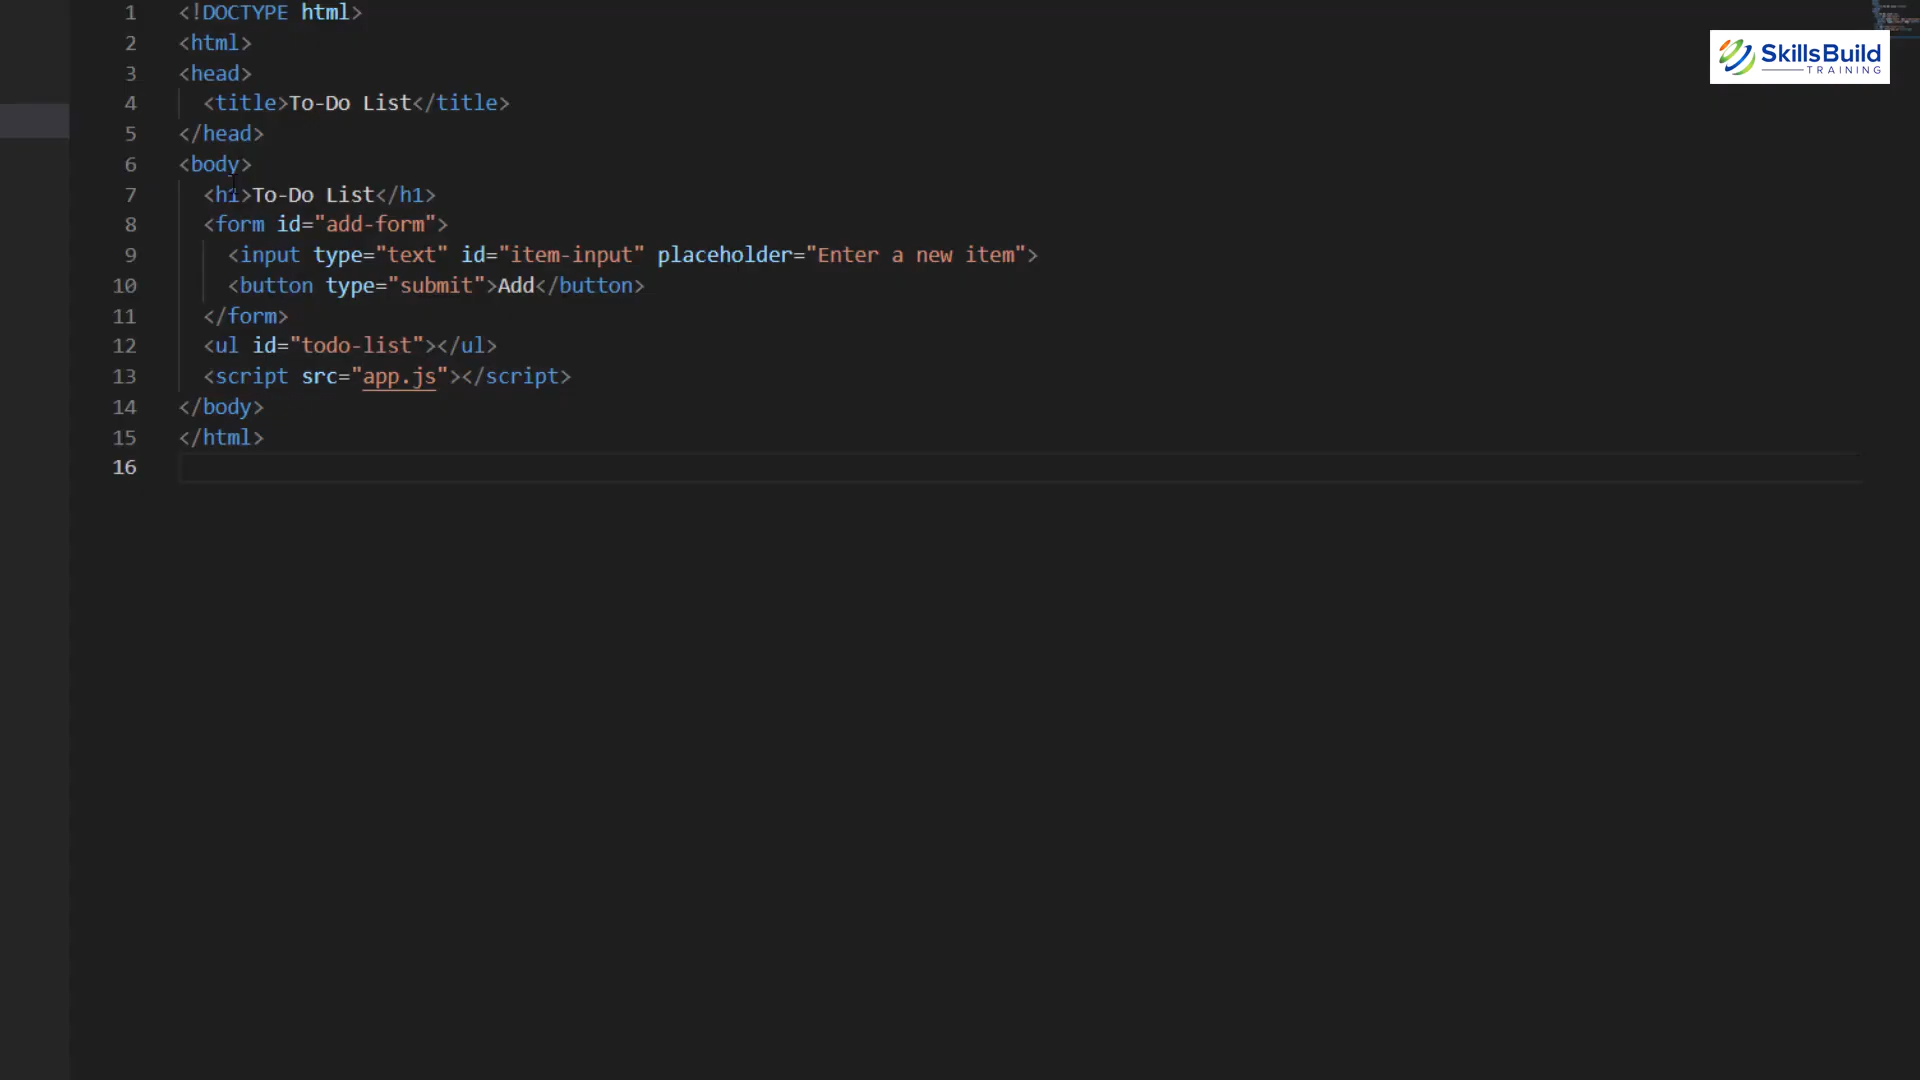 1 <!DOCTYPE html>
2 <html>
3 <head>
4 <title>To-Do List</title>
5 </head>
6 <body>
7 <h1>To-Do List</h1>
8 <form id="add-form">
9 <input type="text" id="item-input" placeholder="Enter a new item">
10 <button type="submit">Add</button>
11 </form>
12 <ul id="todo-list"></ul>
13 <script src="app.js"></script>
14 </body>
15 </html>
16
SkillsBuild
TRAINING